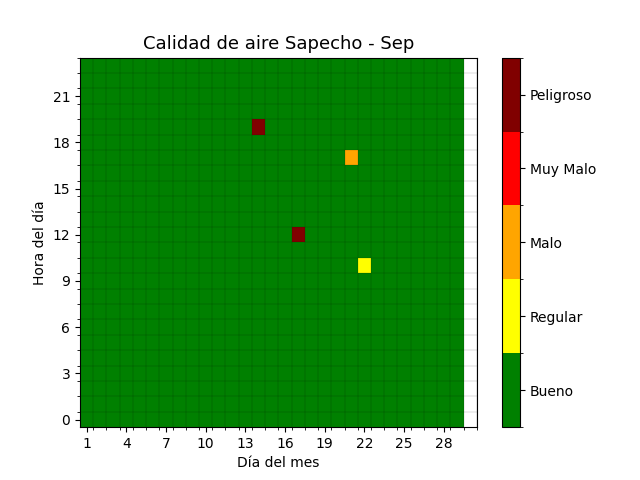 Calidad de aire Sapecho - Sep
Hora del día
21
18
15
12
9
6
3
0
1 4 7 10 13 16 19 22 25 28
Día del mes
Peligroso
Muy Malo
Malo
Regular
Bueno